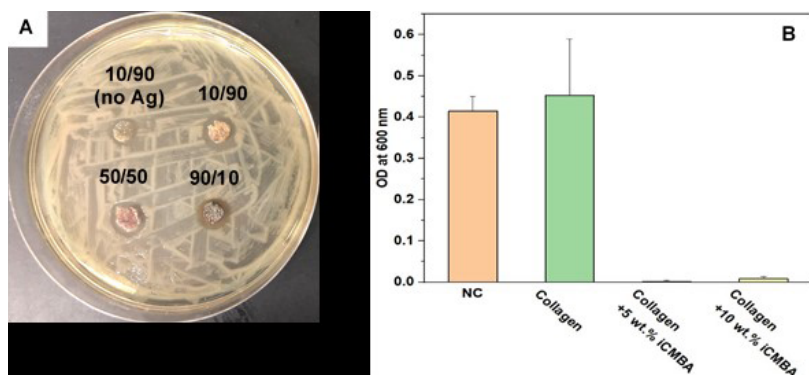 A
10/90
(no Ag)
10/90
50/50
90/10
B
OD at 600 nm
0.6
0.5
0.4
0.3
0.2
0.1
0.0
NC
Collagen
Collagen
+5 wt.% iCMBA
Collagen
+10 wt.% iCMBA